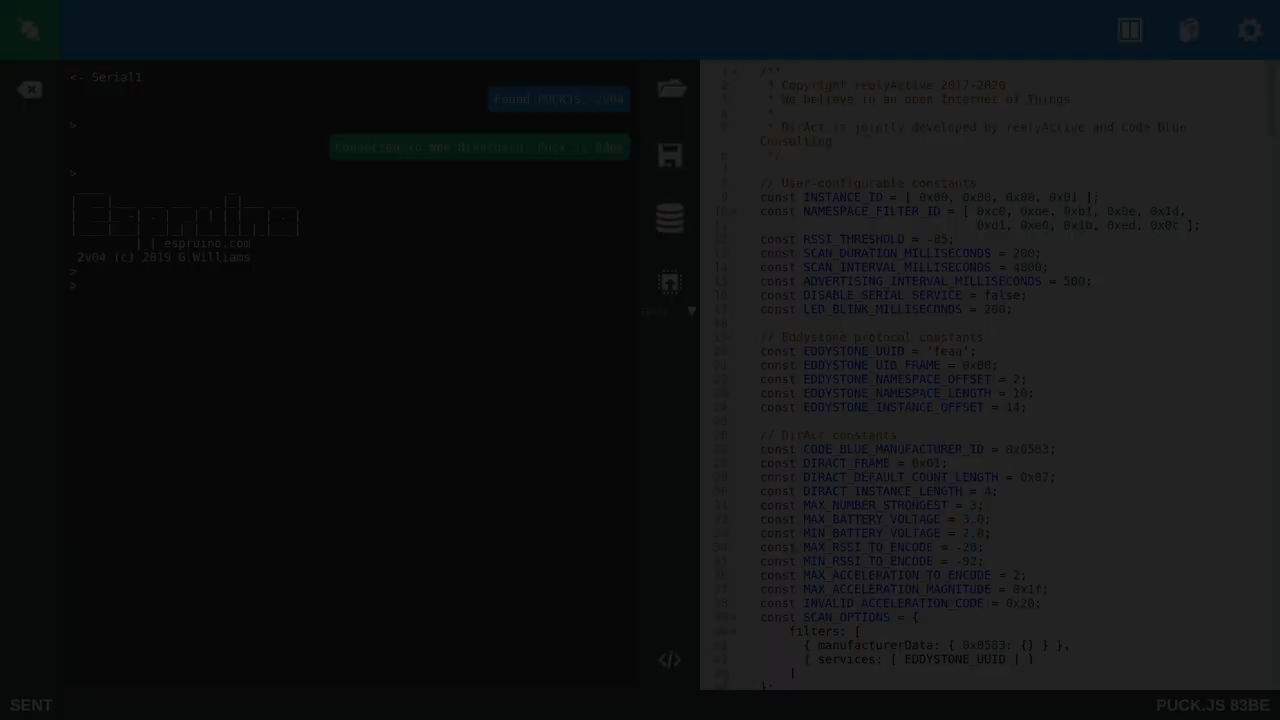 <- Serial1
Found PUCKJS, 2v04
>
Connected to Web Bluetooth, Puck.js 83be
>
Espruino
espruino.com
2v04 (c) 2019 G.Williams
>
>
/**
* Copyright reelyActive 2017-2020
* We believe in an open Internet of Things
*
* DirAct is jointly developed by reelyActive and Code Blue
Consulting
*/
// User-configurable constants
const INSTANCE_ID = [ 0x00, 0x00, 0x00, 0x01 ];
const NAMESPACE_FILTER_ID = [ 0xc0, 0xde, 0xb1, 0x0e, 0x1d,
0xd1, 0xe0, 0x1b, 0xed, 0x0c ];
const RSSI_THRESHOLD = -85;
const SCAN_DURATION_MILLISECONDS = 200;
const SCAN_INTERVAL_MILLISECONDS = 4800;
const ADVERTISING_INTERVAL_MILLISECONDS = 500;
const DISABLE_SERIAL_SERVICE = false;
const LED_BLINK_MILLISECONDS = 200;
// Eddystone protocol constants
const EDDYSTONE_UUID = 'feaa';
const EDDYSTONE_UID_FRAME = 0x00;
const EDDYSTONE_NAMESPACE_OFFSET = 2;
const EDDYSTONE_NAMESPACE_LENGTH = 10;
const EDDYSTONE_INSTANCE_OFFSET = 14;
// DirAct constants
const CODE_BLUE_MANUFACTURER_ID = 0x0583;
const DIRACT_FRAME = 0x01;
const DIRACT_DEFAULT_COUNT_LENGTH = 0x07;
const DIRACT_INSTANCE_LENGTH = 4;
const MAX_NUMBER_STRONGEST = 3;
const MAX_BATTERY_VOLTAGE = 3.0;
const MIN_BATTERY_VOLTAGE = 2.0;
const MAX_RSSI_TO_ENCODE = -28;
const MIN_RSSI_TO_ENCODE = -92;
const MAX_ACCELERATION_TO_ENCODE = 2;
const MAX_ACCELERATION_MAGNITUDE = 0x1f;
const INVALID_ACCELERATION_CODE = 0x20;
const SCAN_OPTIONS = {
filters: [
{ manufacturerData: { 0x0583: {} } },
{ services: [ EDDYSTONE_UUID ] }
]
};
SENT
PUCK.JS 83BE